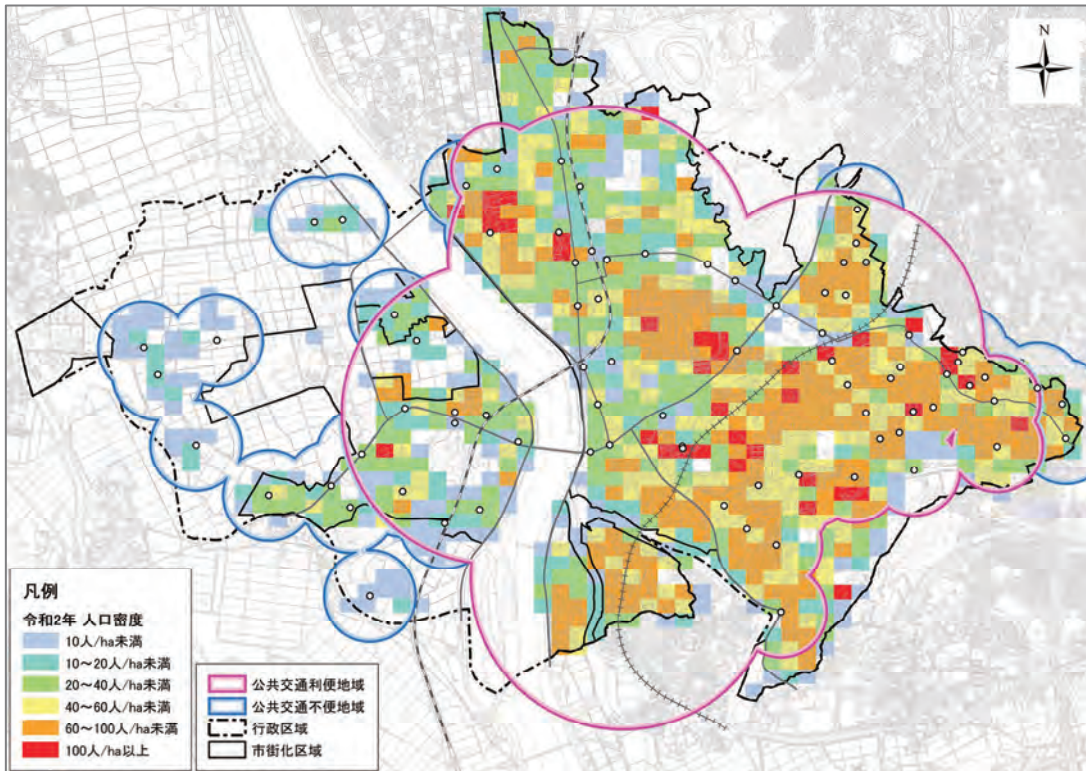 N
凡例
令和2年 人口密度
10人/ha未満
10～20人/ha未満
20～40人/ha未満
40～60人/ha未満
60～100人/ha未満
100人/ha以上
公共交通利便地域
公共交通不便地域
行政区域
市街化区域